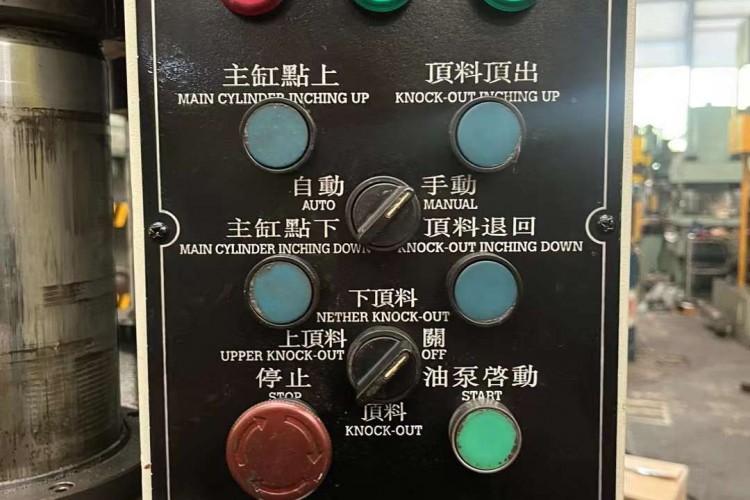 主缸點上
MAIN CYLINDER INCHING UP
頂料頂出
KNOCK-OUT INCHING UP
自動
AUTO
手動
MANUAL
主缸點下
MAIN CYLINDER INCHING DOWN
頂料退回
KNOCK-OUT INCHING DOWN
下頂料
NETHER KNOCK-OUT
上頂料
UPPER KNOCK-OUT
關
OFF
停止
STOP
油泵啓動
START
頂料
KNOCK-OUT